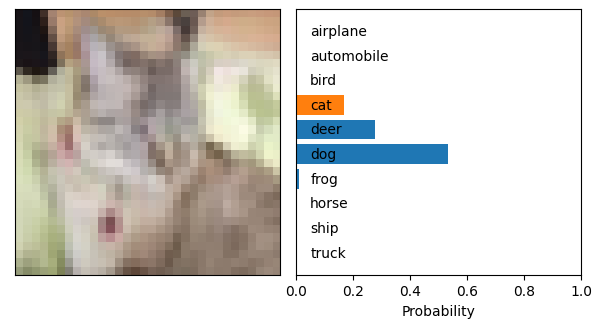 airplane
automobile
bird
cat
deer
dog
frog
horse
ship
truck
0.0 0.2 0.4 0.6 0.8 1.0
Probability